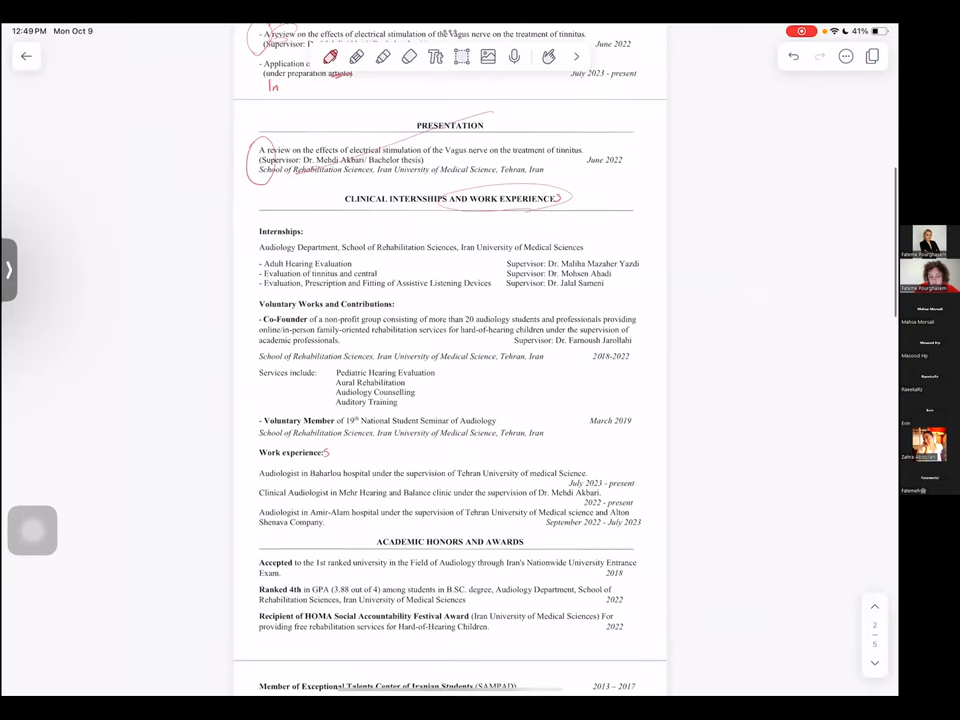 12:49 PM Mon Oct 9
41%
- A review on the effects of electrical stimulation of the Vagus nerve on the treatment of tinnitus.
(Supervisor:
June 2022
- Application
(under preparation article)
July 2023 - present
In
PRESENTATION
A review on the effects of electrical stimulation of the Vagus nerve on the treatment of tinnitus.
(Supervisor: Dr. Mehdi Akbari/ Bachelor thesis)
June 2022
School of Rehabilitation Sciences, Iran University of Medical Science, Tehran, Iran
CLINICAL INTERNSHIPS AND WORK EXPERIENCES
Internships:
Audiology Department, School of Rehabilitation Sciences, Iran University of Medical Sciences
- Adult Hearing Evaluation Supervisor: Dr. Maliha Mazaher Yazdi
- Evaluation of tinnitus and central Supervisor: Dr. Mohsen Ahadi
- Evaluation, Prescription and Fitting of Assistive Listening Devices Supervisor: Dr. Jalal Sameni
Voluntary Works and Contributions:
- Co-Founder of a non-profit group consisting of more than 20 audiology students and professionals providing
online/in-person family-oriented rehabilitation services for hard-of-hearing children under the supervision of
academic professionals. Supervisor: Dr. Farnoush Jarollahi
School of Rehabilitation Sciences, Iran University of Medical Science, Tehran, Iran 2018-2022
Services include: Pediatric Hearing Evaluation
Aural Rehabilitation
Audiology Counselling
Auditory Training
- Voluntary Member of 19th National Student Seminar of Audiology March 2019
School of Rehabilitation Sciences, Iran University of Medical Science, Tehran, Iran
Work experience:s
Audiologist in Baharlou hospital under the supervision of Tehran University of medical Science.
July 2023 - present
Clinical Audiologist in Mehr Hearing and Balance clinic under the supervision of Dr. Mehdi Akbari.
2022 - present
Audiologist in Amir-Alam hospital under the supervision of Tehran University of Medical science and Alton
Shenava Company. September 2022 - July 2023
ACADEMIC HONORS AND AWARDS
Accepted to the 1st ranked university in the Field of Audiology through Iran's Nationwide University Entrance
Exam. 2018
Ranked 4th in GPA (3.88 out of 4) among students in B.SC. degree, Audiology Department, School of
Rehabilitation Sciences, Iran University of Medical Sciences 2022
Recipient of HOMA Social Accountability Festival Award (Iran University of Medical Sciences) For
providing free rehabilitation services for Hard-of-Hearing Children. 2022
Member of Exceptional Talents Center of Iranian Students (SAMPAD) 2013 – 2017
2
5
Fateme Pourghasem
Fateme Pourghasem
Mahsa Morsali
Mahsa Morsali
Masood Hp
Masood Hp
RaeekaRz
RaeekaRz
Evin
Evin
Zahra Abdollahi
Fatemeh